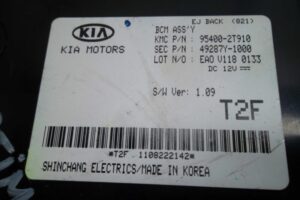 EJ BACK (821)
KIA
KIA MOTORS
BCM ASS'Y
KMC P/N : 95400-2T910
SEC P/N : 49287Y-1000
LOT N/O : EAO V118 0133
DC 12V
S/W Ver: 1.09
T2F
*T2F 1108222142*
SHINCHANG ELECTRICS/MADE IN KOREA